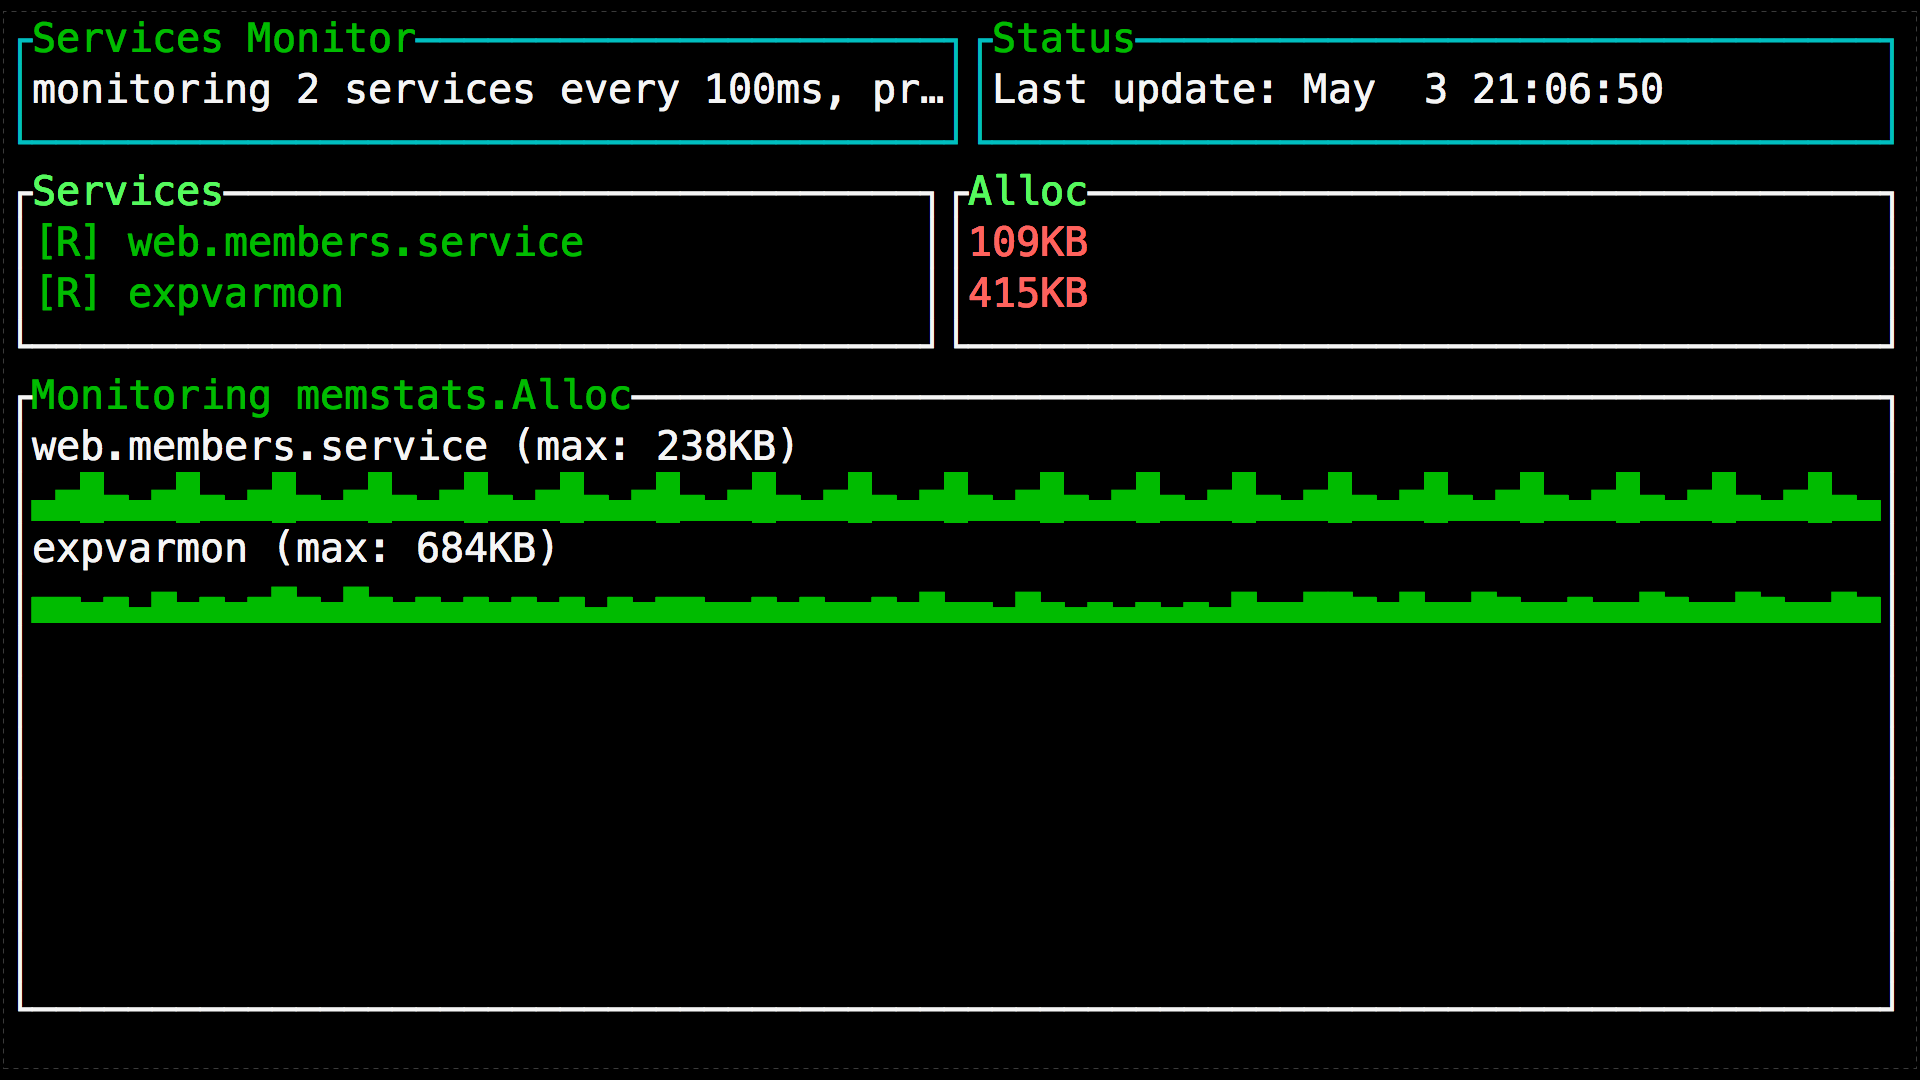 Services Monitor
monitoring 2 services every 100ms, pr…
Status
Last update: May  3 21:06:50
Services
[R] web.members.service
[R] expvarmon
Alloc
109KB
415KB
Monitoring memstats.Alloc
web.members.service (max: 238KB)
expvarmon (max: 684KB)